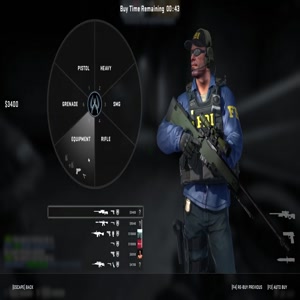 Buy Time Remaining 00:43
PISTOL
HEAVY
$3400
GRENADE
SMG
EQUIPMENT
RIFLE
FBI
[ESCAPE] BACK
[F4] RE-BUY PREVIOUS
[F3] AUTO BUY